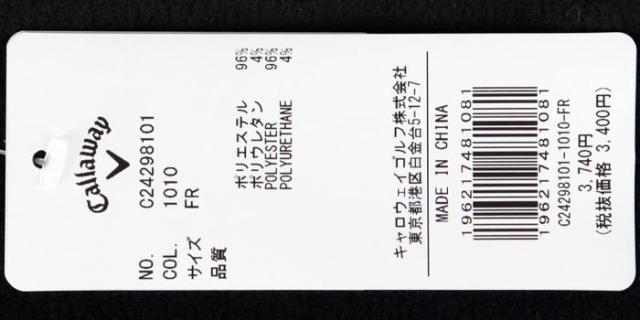 Callaway
NO. C24298101
COL. 1010
サイズ FR
品質
ポリエステル 96%
ポリウレタン 4%
POLYESTER 96%
POLYURETHANE 4%
キャロウェイゴルフ株式会社
東京都港区白金台5-12-7
MADE IN CHINA
196217481081
196217481081
C24298101-1010-FR
3,740円
(税抜価格 3,400円)